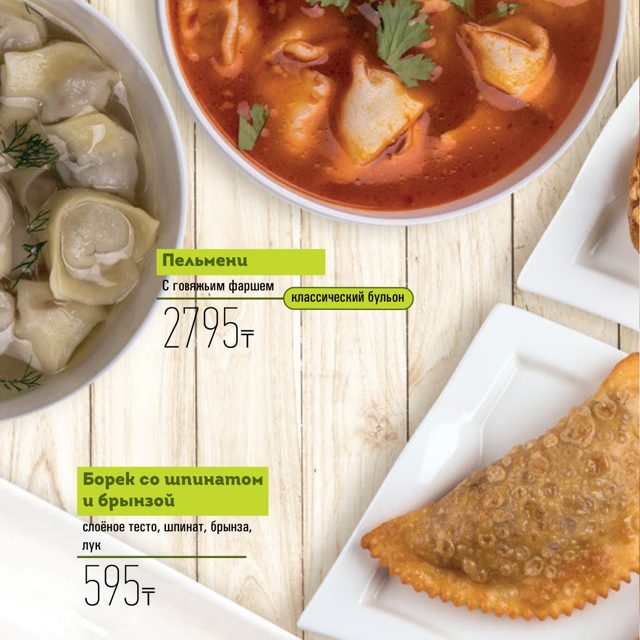 Пельмени
С говяжьим фаршем
классический бульон
2795₸
Борек со шпинатом
и брынзой
слоёное тесто, шпинат, брынза,
лук
595₸